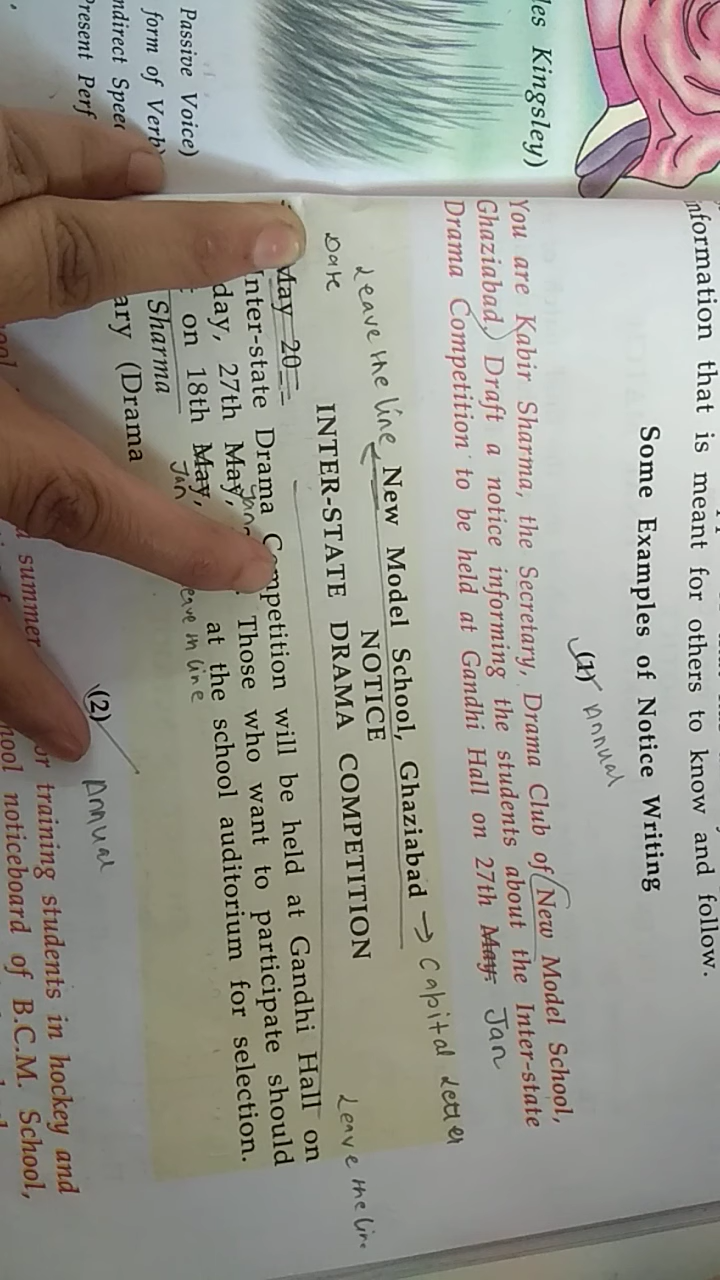 les Kingsley)
Passive Voice)
form of Verb)
ndirect Speec
Present Perf
nformation that is meant for others to know and follow.
Some Examples of Notice Writing
(1) Annual
You are Kabir Sharma, the Secretary, Drama Club of New Model School,
Ghaziabad. Draft a notice informing the students about the Inter-state
Drama Competition to be held at Gandhi Hall on 27th May. Jan
New Model School, Ghaziabad → Capital Letter
Leave the line
NOTICE
Date
INTER-STATE DRAMA COMPETITION
Leave the line
May 20
Inter-state Drama Competition will be held at Gandhi Hall on
day, 27th May, Those who want to participate should
on 18th May, at the school auditorium for selection.
Jan
Sharma
ary (Drama
(2) Annual
summer training students in hockey and
noticeboard of B.C.M. School,